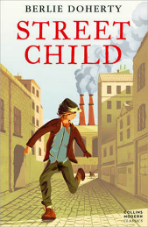 BERLIE DOHERTY
STREET
CHILD
COLLINS
MODERN
CLASSICS